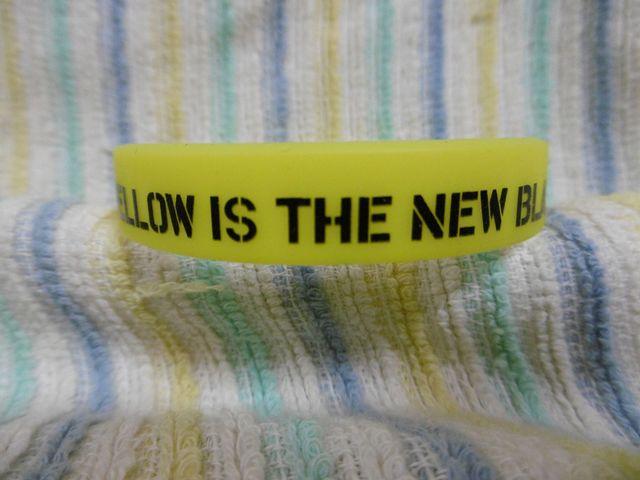 ELLOW IS THE NEW BL